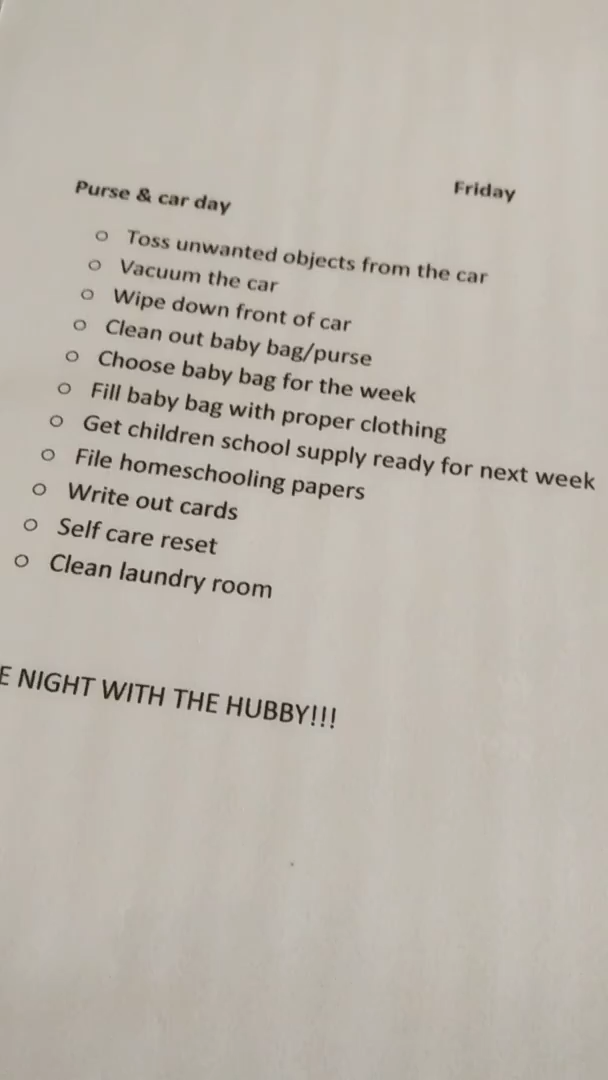 Purse & car day Friday
o Toss unwanted objects from the car
o Vacuum the car
o Wipe down front of car
o Clean out baby bag/purse
o Choose baby bag for the week
o Fill baby bag with proper clothing
o Get children school supply ready for next week
o File homeschooling papers
o Write out cards
o Self care reset
o Clean laundry room
E NIGHT WITH THE HUBBY!!!